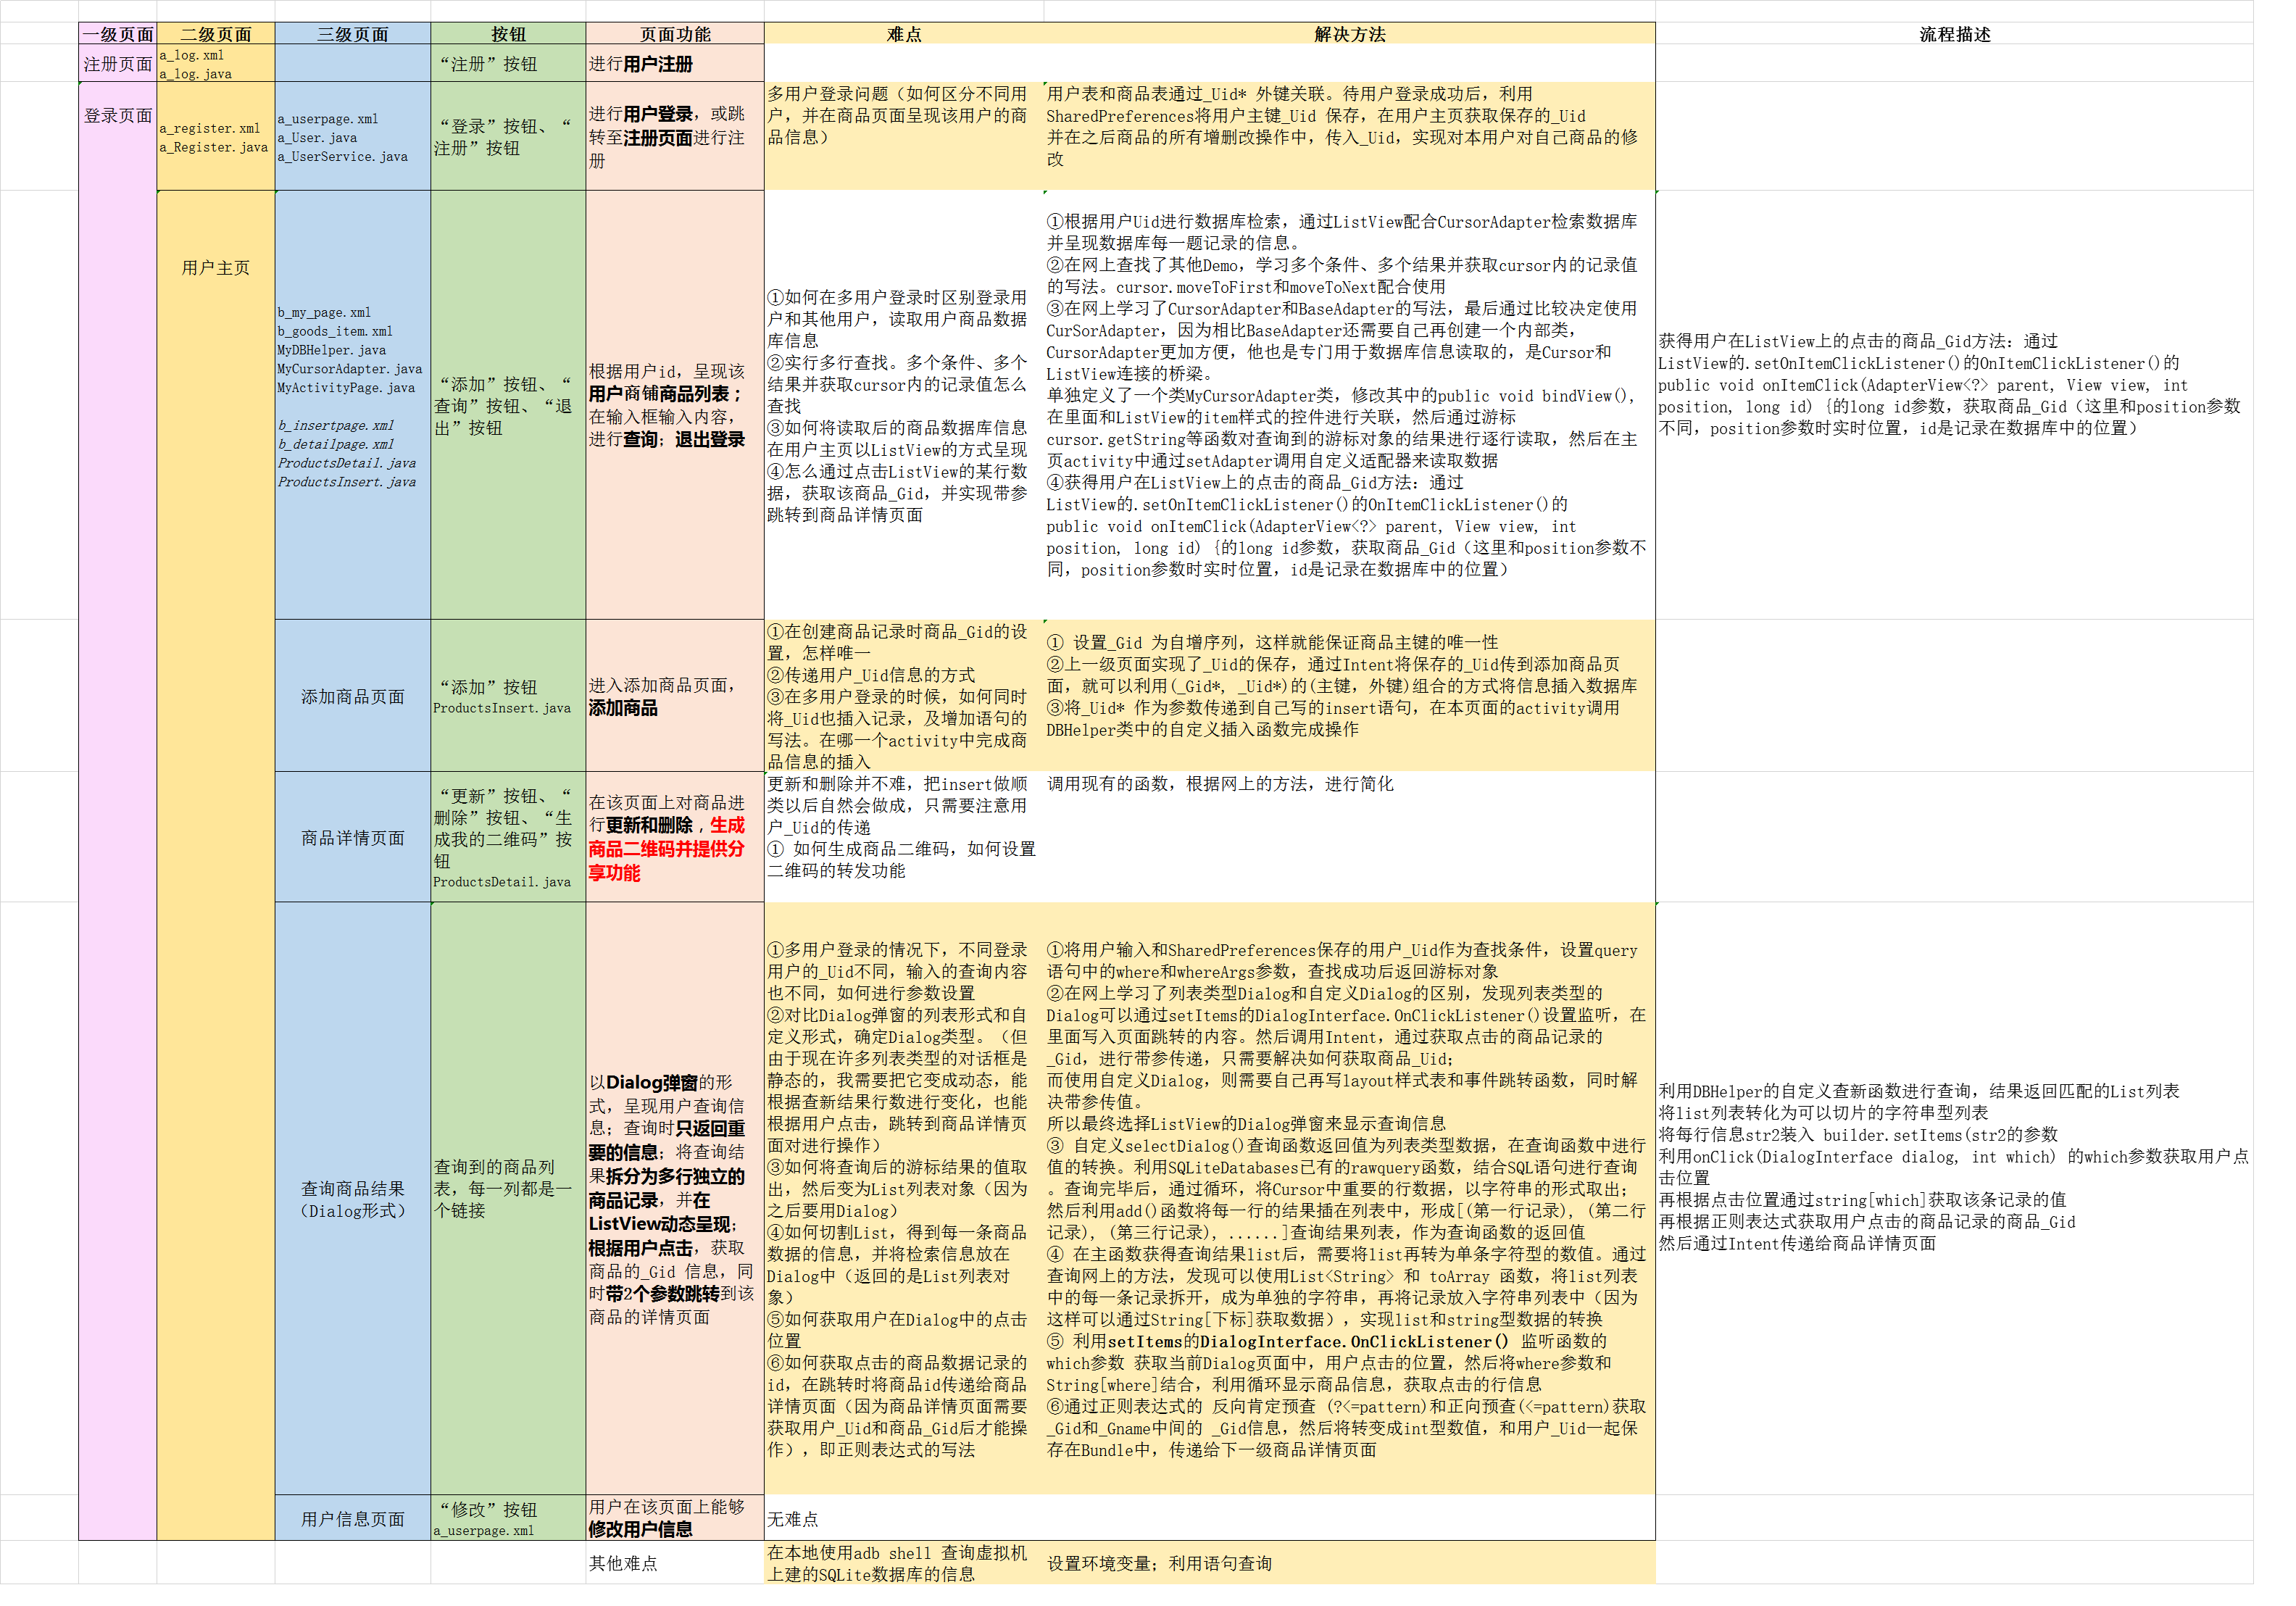 一级页面
二级页面
三级页面
按钮
页面功能
难点
解决方法
流程描述
注册页面
a_log.xml
a_log.java
“注册”按钮
进行用户注册
登录页面
a_register.xml
a_Register.java
a_userpage.xml
a_User.java
a_UserService.java
“登录”按钮、“
注册”按钮
进行用户登录，或跳
转至注册页面进行注
册
多用户登录问题（如何区分不同用
户，并在商品页面呈现该用户的商
品信息）
用户表和商品表通过_Uid* 外键关联。待用户登录成功后，利用
SharedPreferences将用户主键_Uid 保存，在用户主页获取保存的_Uid
并在之后商品的所有增删改操作中，传入_Uid，实现对本用户对自己商品的修
改
用户主页
b_my_page.xml
b_goods_item.xml
MyDBHelper.java
MyCursorAdapter.java
MyActivityPage.java
b_insertpage.xml
b_detailpage.xml
ProductsDetail.java
ProductsInsert.java
“添加”按钮、“
查询”按钮、“退
出”按钮
根据用户id，呈现该
用户商铺商品列表；
在输入框输入内容，
进行查询；退出登录
①如何在多用户登录时区别登录用
户和其他用户，读取用户商品数据
库信息
②实行多行查找。多个条件、多个
结果并获取cursor内的记录值怎么
查找
③如何将读取后的商品数据库信息
在用户主页以ListView的方式呈现
④怎么通过点击ListView的某行数
据，获取该商品_Gid，并实现带参
跳转到商品详情页面
①根据用户Uid进行数据库检索，通过ListView配合CursorAdapter检索数据库
并呈现数据库每一题记录的信息。
②在网上查找了其他Demo，学习多个条件、多个结果并获取cursor内的记录值
的写法。cursor.moveToFirst和moveToNext配合使用
③在网上学习了CursorAdapter和BaseAdapter的写法，最后通过比较决定使用
CurSorAdapter，因为相比BaseAdapter还需要自己再创建一个内部类，
CursorAdapter更加方便，他也是专门用于数据库信息读取的，是Cursor和
ListView连接的桥梁。
单独定义了一个类MyCursorAdapter类，修改其中的public void bindView()，
在里面和ListView的item样式的控件进行关联，然后通过游标
cursor.getString等函数对查询到的游标对象的结果进行逐行读取，然后在主
页activity中通过setAdapter调用自定义适配器来读取数据
④获得用户在ListView上的点击的商品_Gid方法：通过
ListView的.setOnItemClickListener()的OnItemClickListener()的
public void onItemClick(AdapterView<?> parent, View view, int
position, long id) {的long id参数，获取商品_Gid（这里和position参数不
同，position参数时实时位置，id是记录在数据库中的位置）
获得用户在ListView上的点击的商品_Gid方法：通过
ListView的.setOnItemClickListener()的OnItemClickListener()的
public void onItemClick(AdapterView<?> parent, View view, int
position, long id) {的long id参数，获取商品_Gid（这里和position参数
不同，position参数时实时位置，id是记录在数据库中的位置）
添加商品页面
“添加”按钮
ProductsInsert.java
进入添加商品页面，
添加商品
①在创建商品记录时商品_Gid的设
置，怎样唯一
②传递用户_Uid信息的方式
③在多用户登录的时候，如何同时
将_Uid也插入记录，及增加语句的
写法。在哪一个activity中完成商
品信息的插入
① 设置_Gid 为自增序列，这样就能保证商品主键的唯一性
②上一级页面实现了_Uid的保存，通过Intent将保存的_Uid传到添加商品页
面，就可以利用(_Gid*, _Uid*)的(主键，外键)组合的方式将信息插入数据库
③将_Uid* 作为参数传递到自己写的insert语句，在本页面的activity调用
DBHelper类中的自定义插入函数完成操作
商品详情页面
“更新”按钮、“
删除”按钮、“生
成我的二维码”按
钮
ProductsDetail.java
在该页面上对商品进
行更新和删除，生成
商品二维码并提供分
享功能
更新和删除并不难，把insert做顺
类以后自然会做成，只需要注意用
户_Uid的传递
① 如何生成商品二维码，如何设置
二维码的转发功能
调用现有的函数，根据网上的方法，进行简化
查询商品结果
（Dialog形式）
查询到的商品列
表，每一列都是一
个链接
以Dialog弹窗的形
式，呈现用户查询信
息；查询时只返回重
要的信息；将查询结
果拆分为多行独立的
商品记录，并在
ListView动态呈现；
根据用户点击，获取
商品的_Gid 信息，同
时带2个参数跳转到该
商品的详情页面
①多用户登录的情况下，不同登录
用户的_Uid不同，输入的查询内容
也不同，如何进行参数设置
②对比Dialog弹窗的列表形式和自
定义形式，确定Dialog类型。（但
由于现在许多列表类型的对话框是
静态的，我需要把它变成动态，能
根据查新结果行数进行变化，也能
根据用户点击，跳转到商品详情页
面对进行操作）
③如何将查询后的游标结果的值取
出，然后变为List列表对象（因为
之后要用Dialog）
④如何切割List，得到每一条商品
数据的信息，并将检索信息放在
Dialog中（返回的是List列表对
象）
⑤如何获取用户在Dialog中的点击
位置
⑥如何获取点击的商品数据记录的
id，在跳转时将商品id传递给商品
详情页面（因为商品详情页面需要
获取用户_Uid和商品_Gid后才能操
作），即正则表达式的写法
①将用户输入和SharedPreferences保存的用户_Uid作为查找条件，设置query
语句中的where和whereArgs参数，查找成功后返回游标对象
②在网上学习了列表类型Dialog和自定义Dialog的区别，发现列表类型的
Dialog可以通过setItems的DialogInterface.OnClickListener()设置监听，在
里面写入页面跳转的内容。然后调用Intent，通过获取点击的商品记录的
_Gid，进行带参传递，只需要解决如何获取商品_Uid；
而使用自定义Dialog，则需要自己再写layout样式表和事件跳转函数，同时解
决带参传值。
所以最终选择ListView的Dialog弹窗来显示查询信息
③ 自定义selectDialog()查询函数返回值为列表类型数据，在查询函数中进行
值的转换。利用SQLiteDatabases已有的rawquery函数，结合SQL语句进行查询
。查询完毕后，通过循环，将Cursor中重要的行数据，以字符串的形式取出；
然后利用add()函数将每一行的结果插在列表中，形成[(第一行记录), (第二行
记录), (第三行记录), ......]查询结果列表，作为查询函数的返回值
④ 在主函数获得查询结果list后，需要将list再转为单条字符型的数值。通过
查询网上的方法，发现可以使用List<String> 和 toArray 函数，将list列表
中的每一条记录拆开，成为单独的字符串，再将记录放入字符串列表中（因为
这样可以通过String[下标]获取数据），实现list和string型数据的转换
⑤ 利用setItems的DialogInterface.OnClickListener() 监听函数的
which参数 获取当前Dialog页面中，用户点击的位置，然后将where参数和
String[where]结合，利用循环显示商品信息，获取点击的行信息
⑥通过正则表达式的 反向肯定预查 (?<=pattern)和正向预查(<=pattern)获取
_Gid和_Gname中间的 _Gid信息，然后将转变成int型数值，和用户_Uid一起保
存在Bundle中，传递给下一级商品详情页面
利用DBHelper的自定义查新函数进行查询，结果返回匹配的List列表
将list列表转化为可以切片的字符串型列表
将每行信息str2装入 builder.setItems(str2的参数
利用onClick(DialogInterface dialog, int which) 的which参数获取用户点
击位置
再根据点击位置通过string[which]获取该条记录的值
再根据正则表达式获取用户点击的商品记录的商品_Gid
然后通过Intent传递给商品详情页面
用户信息页面
“修改”按钮
a_userpage.xml
用户在该页面上能够
修改用户信息
无难点
其他难点
在本地使用adb shell 查询虚拟机
上建的SQLite数据库的信息
设置环境变量；利用语句查询